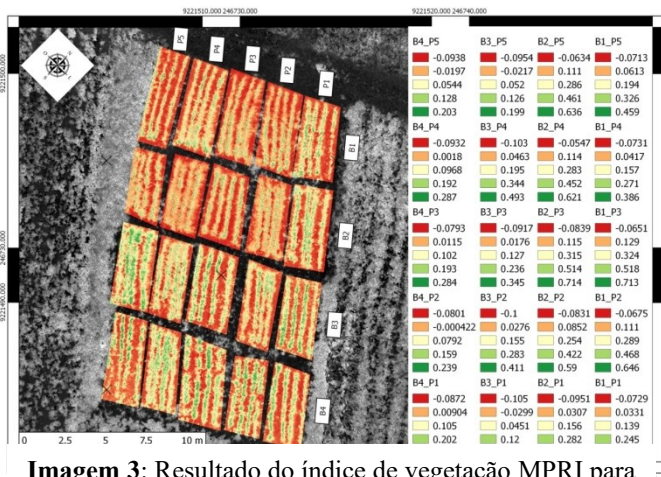 9221510.000 246730.000
9221520.000 246740.000
9221500.000
246730.000
9221490.000
P5
P4
P3
P2
P1
B1
B2
B3
B4
0 2.5 5 7.5 10 m
B4_P5 B3_P5 B2_P5 B1_P5
-0.0938 -0.0954 -0.0634 -0.0713
-0.0197 -0.0217 0.111 0.0613
0.0544 0.052 0.286 0.194
0.128 0.126 0.461 0.326
0.203 0.199 0.636 0.459
B4_P4 B3_P4 B2_P4 B1_P4
-0.0932 -0.103 -0.0547 -0.0731
0.0018 0.0463 0.114 0.0417
0.0968 0.195 0.283 0.157
0.192 0.344 0.452 0.271
0.287 0.493 0.621 0.386
B4_P3 B3_P3 B2_P3 B1_P3
-0.0793 -0.0917 -0.0839 -0.0651
0.0115 0.0176 0.115 0.129
0.102 0.127 0.315 0.324
0.193 0.236 0.514 0.518
0.284 0.345 0.714 0.713
B4_P2 B3_P2 B2_P2 B1_P2
-0.0801 -0.1 -0.0831 -0.0675
-0.000422 0.0276 0.0852 0.111
0.0792 0.155 0.254 0.289
0.159 0.283 0.422 0.468
0.239 0.411 0.59 0.646
B4_P1 B3_P1 B2_P1 B1_P1
-0.0872 -0.105 -0.0951 -0.0729
0.00904 -0.0299 0.0307 0.0331
0.105 0.0451 0.156 0.139
0.202 0.12 0.282 0.245
Imagem 3: Resultado do índice de vegetação MPRI para